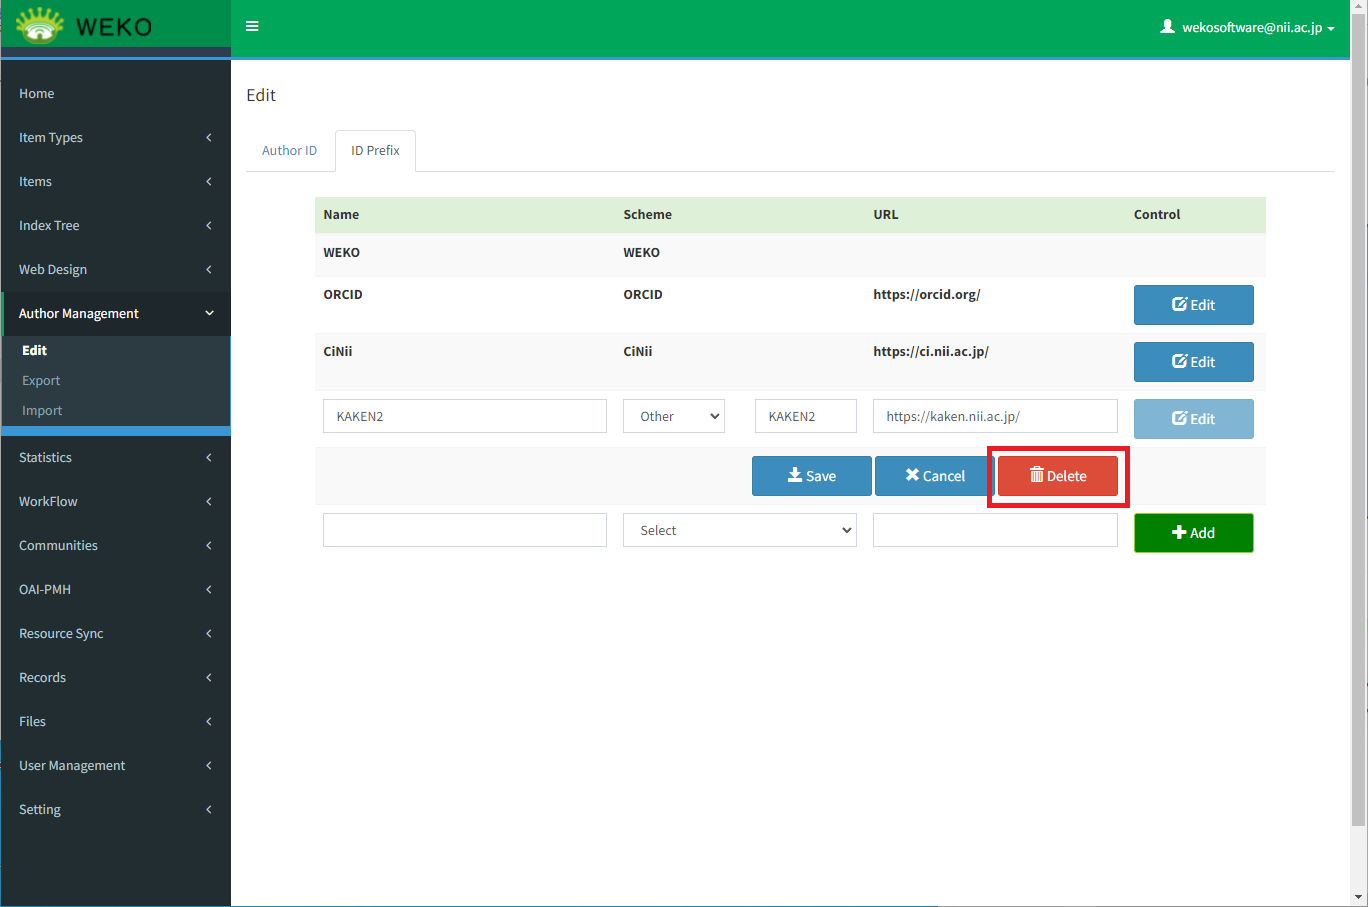 WEKO
wekosoftware@nii.ac.jp
Home
Item Types
Items
Index Tree
Web Design
Author Management
Edit
Export
Import
Statistics
WorkFlow
Communities
OAI-PMH
Resource Sync
Records
Files
User Management
Setting
Edit
Author ID ID Prefix
Name Scheme URL Control
WEKO WEKO
ORCID ORCID https://orcid.org/ Edit
CiNii CiNii https://ci.nii.ac.jp/ Edit
KAKEN2 Other KAKEN2 https://kaken.nii.ac.jp/ Edit
Save Cancel Delete
Select Add